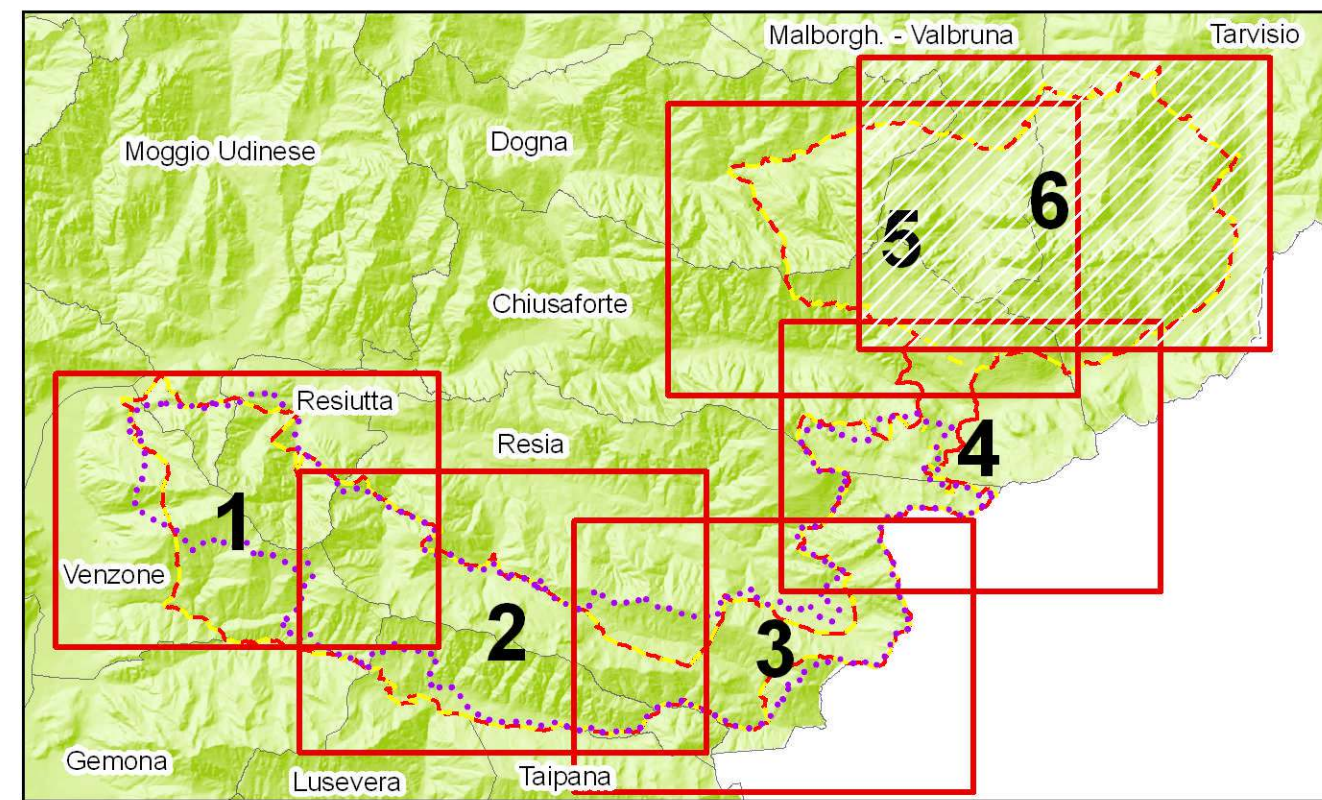 Malborgh. - Valbruna
Tarvisio
Moggio Udinese
Dogna
6
5
Chiusaforte
Resiutta
Resia
4
1
Venzone
2
3
Gemona
Lusevera
Taipana